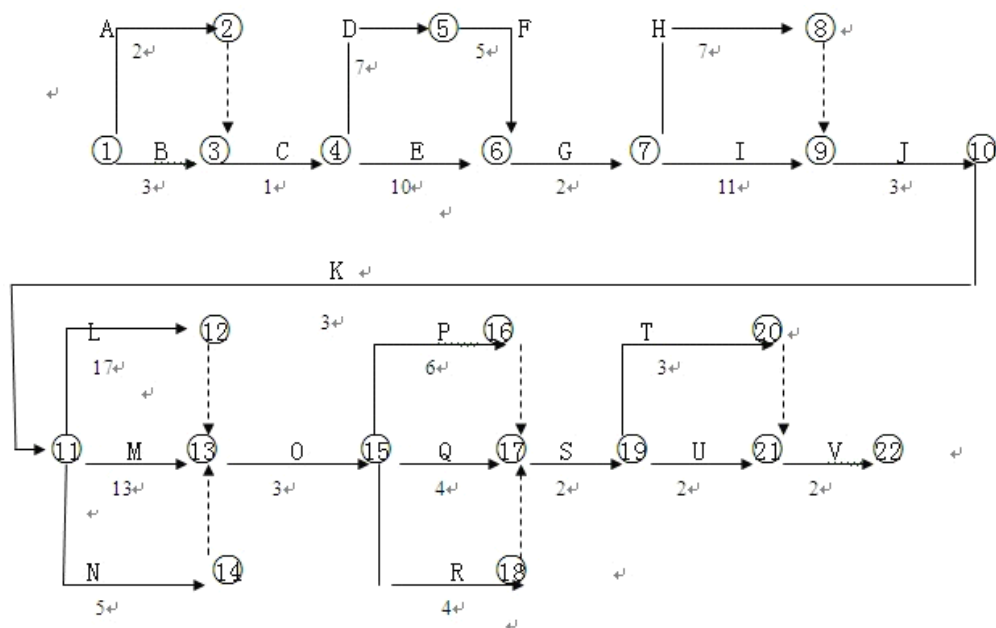 A ② D ⑤ F H ⑧
2 7 5 7
① B ③ C ④ E ⑥ G ⑦ I ⑨ J ⑩
3 1 10 2 11 3
K
3
L ⑫ P ⑯ T ⑳
17 6 3
⑪ M ⑬ O ⑮ Q ⑰ S ⑲ U 21 V 22
13 3 4 2 2 2
N ⑭ R ⑱
5 4